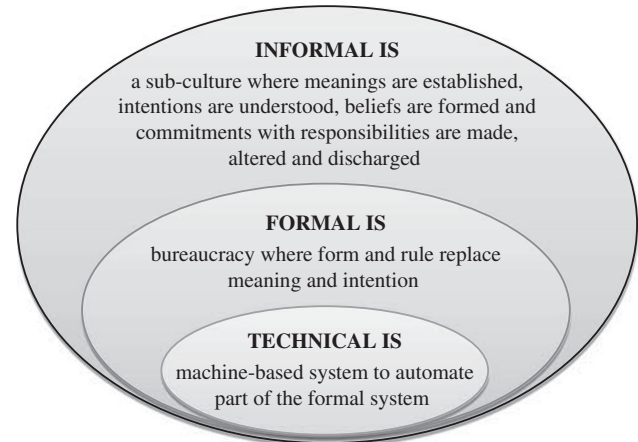 INFORMAL IS
a sub-culture where meanings are established,
intentions are understood, beliefs are formed and
commitments with responsibilities are made,
altered and discharged
FORMAL IS
bureaucracy where form and rule replace
meaning and intention
TECHNICAL IS
machine-based system to automate
part of the formal system